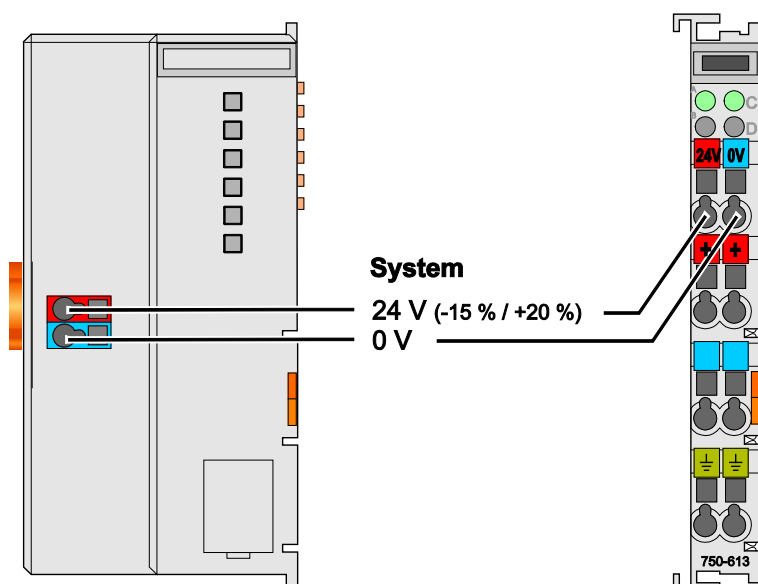 A
C
B
D
24V 0V
+ +
System
24 V (-15 % / +20 %)
0 V
750-613